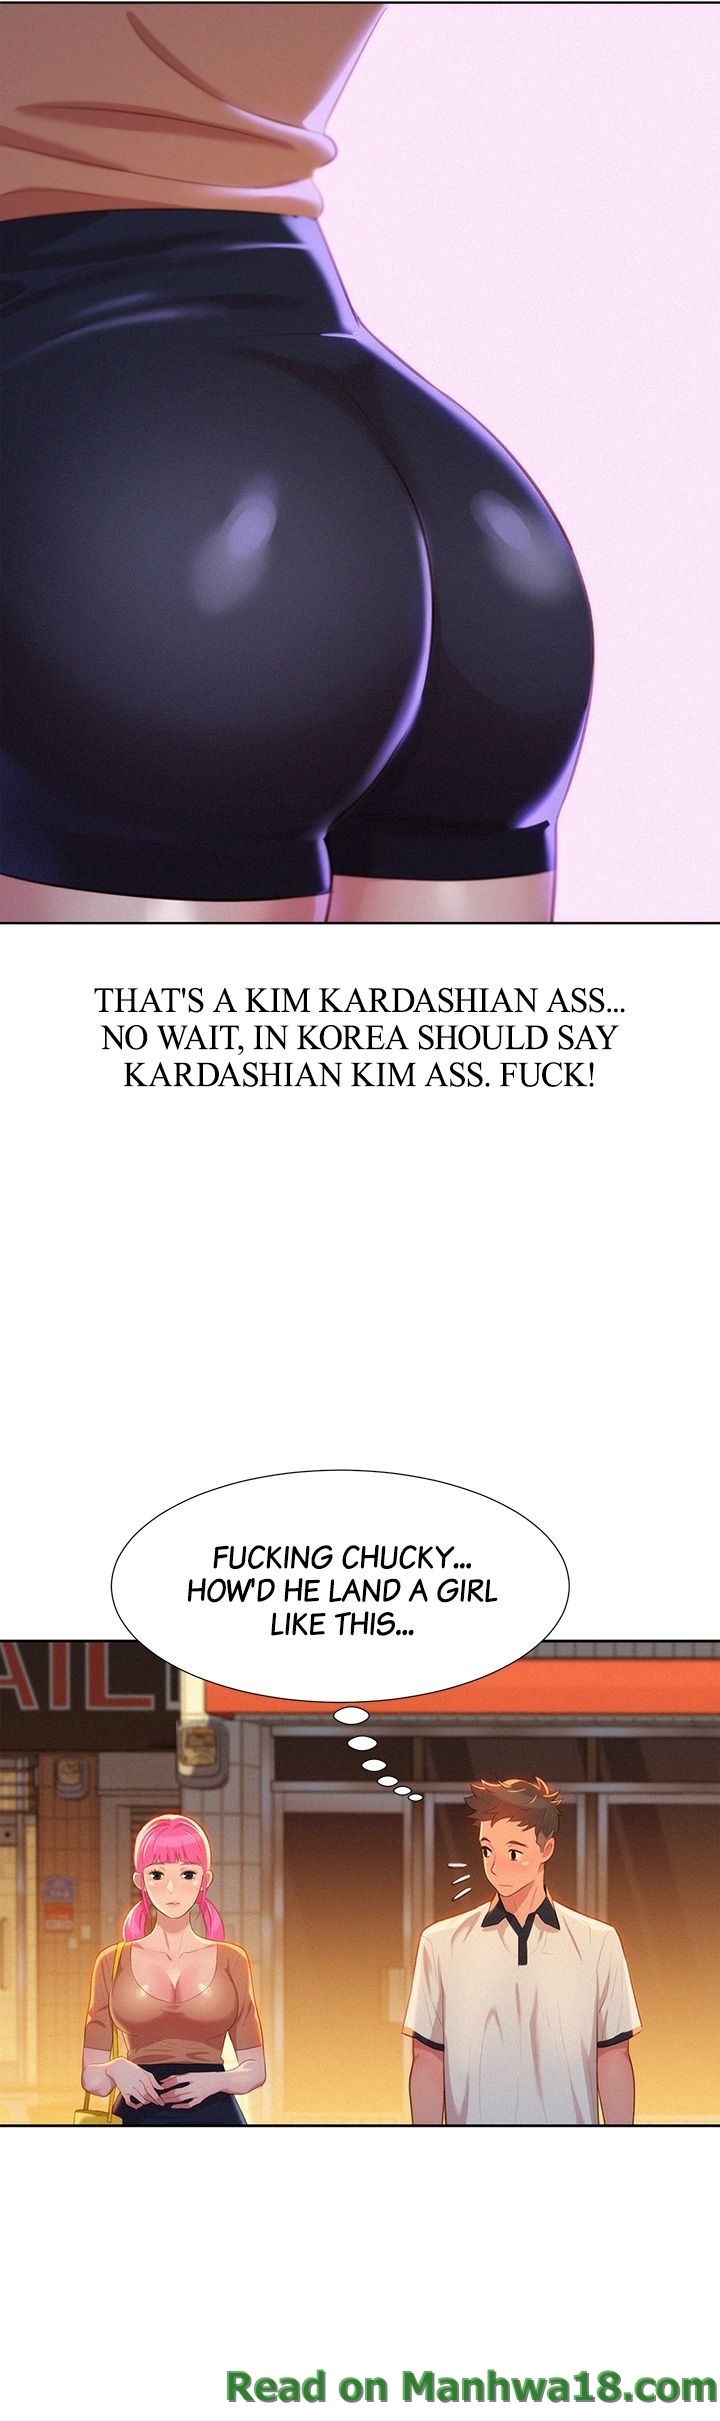 THAT'S A KIM KARDASHIAN ASS...
NO WAIT, IN KOREA SHOULD SAY
KARDASHIAN KIM ASS. FUCK!
FUCKING CHUCKY...
HOW'D HE LAND A GIRL
LIKE THIS...
AIL
Read on Manhwa18.com